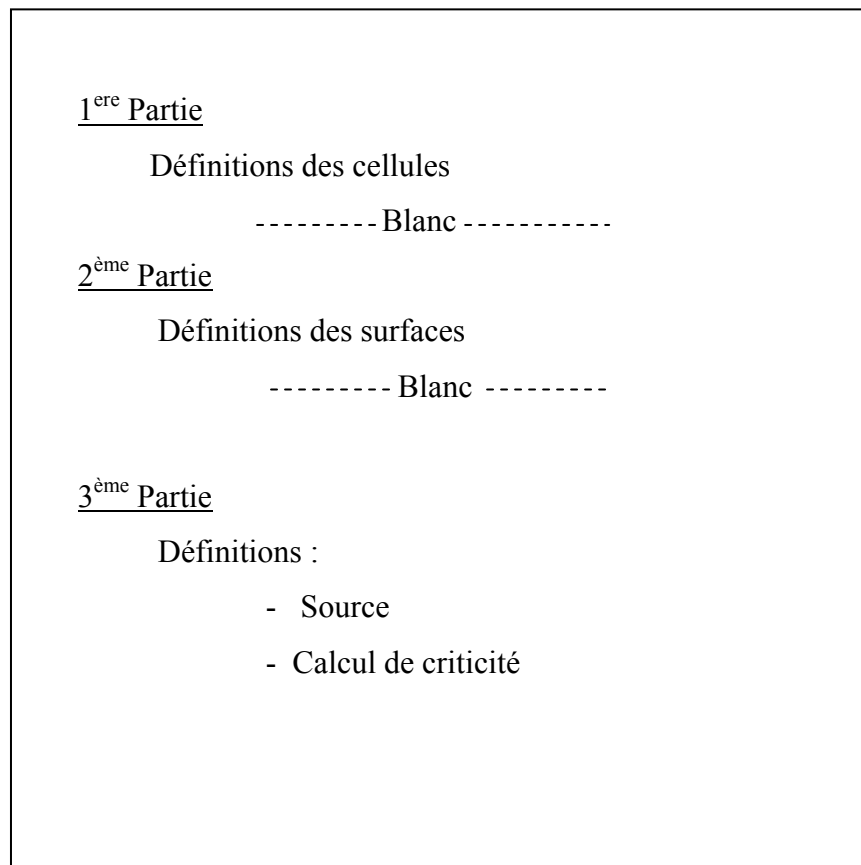 1ere Partie
Définitions des cellules
---------Blanc-----------
2ème Partie
Définitions des surfaces
---------Blanc ---------
3ème Partie
Définitions :
- Source
- Calcul de criticité